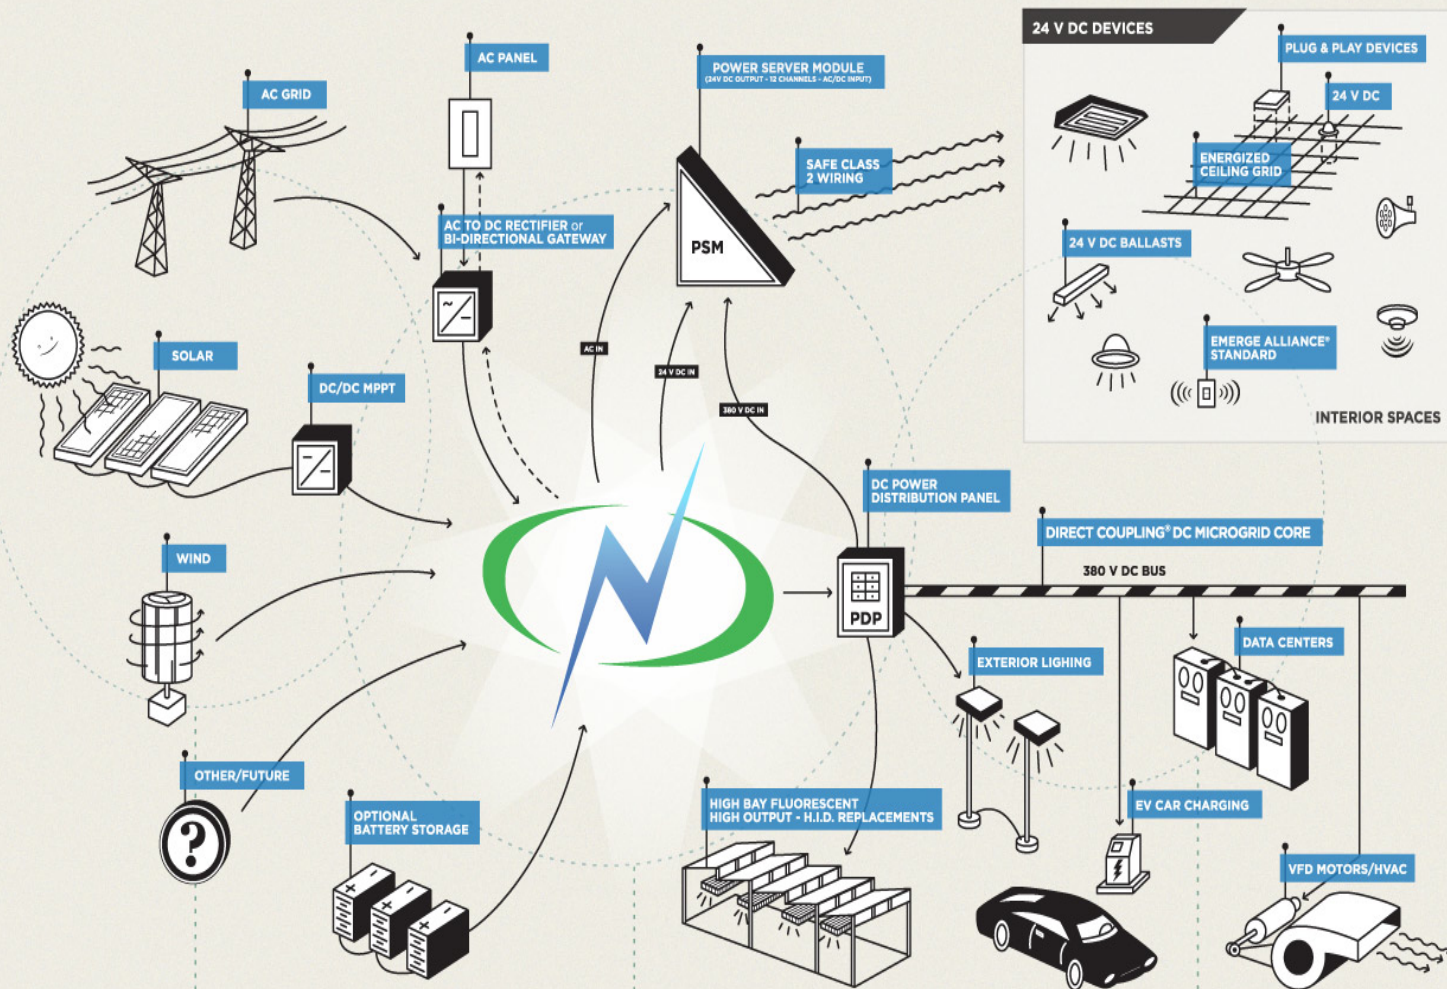 24 V DC DEVICES
PLUG & PLAY DEVICES
24 V DC
ENERGIZED
CEILING GRID
24 V DC BALLASTS
EMERGE ALLIANCE®
STANDARD
INTERIOR SPACES
AC PANEL
POWER SERVER MODULE
(24V DC OUTPUT - 12 CHANNELS - AC/DC INPUT)
AC GRID
SAFE CLASS
2 WIRING
AC TO DC RECTIFIER or
BI-DIRECTIONAL GATEWAY
PSM
~
AC IN
24 V DC IN
380 V DC IN
SOLAR
DC/DC MPPT
DC POWER
DISTRIBUTION PANEL
DIRECT COUPLING® DC MICROGRID CORE
380 V DC BUS
WIND
N
PDP
EXTERIOR LIGHING
DATA CENTERS
OTHER/FUTURE
?
OPTIONAL
BATTERY STORAGE
+ -
+ -
+ -
HIGH BAY FLUORESCENT
HIGH OUTPUT - H.I.D. REPLACEMENTS
EV CAR CHARGING
VFD MOTORS/HVAC